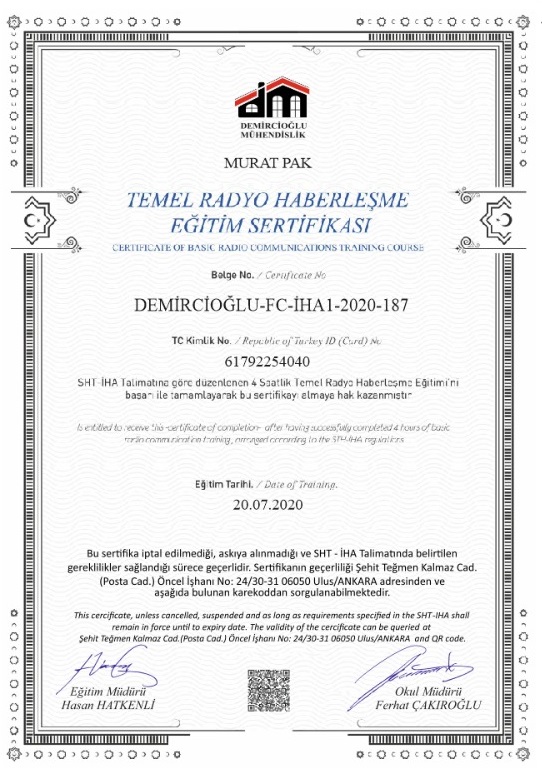 DEMİRCİOĞLU
MÜHENDİSLİK
MURAT PAK
TEMEL RADYO HABERLEŞME
EĞİTİM SERTİFİKASI
CERTIFICATE OF BASIC RADIO COMMUNICATIONS TRAINING COURSE
Belge No. / Certificate No
DEMİRCİOĞLU-FC-İHA1-2020-187
TC Kimlik No. / Republic of Turkey ID (Card) No
61792254040
SHT-İHA Talimatına göre düzenlenen 4 Saatlik Temel Radyo Haberleşme Eğitimi'ni
başarı ile tamamlayarak bu sertifikayı almaya hak kazanmıştır
Is entitled to receive this -certificate of completion- after having successfully completed 4 hours of basic
radio communication training, arranged according to the STH-IHA regulations.
Eğitim Tarihi. / Date of Training.
20.07.2020
Bu sertifika iptal edilmediği, askıya alınmadığı ve SHT - İHA Talimatında belirtilen
gereklilikler sağlandığı sürece geçerlidir. Sertifikanın geçerliliği Şehit Teğmen Kalmaz Cad.
(Posta Cad.) Öncel İşhanı No: 24/30-31 06050 Ulus/ANKARA adresinden ve
aşağıda bulunan karekoddan sorgulanabilmektedir.
This cercificate, unless cancelled, suspended and as long as requirements specified in the SHT-IHA shall
remain in force until to expiry date. The validity of the cercificate can be queried at
Şehit Teğmen Kalmaz Cad.(Posta Cad.) Öncel İşhanı No: 24/30-31 06050 Ulus/ANKARA and QR code.
Eğitim Müdürü
Hasan HATKENLİ
Okul Müdürü
Ferhat ÇAKIROĞLU